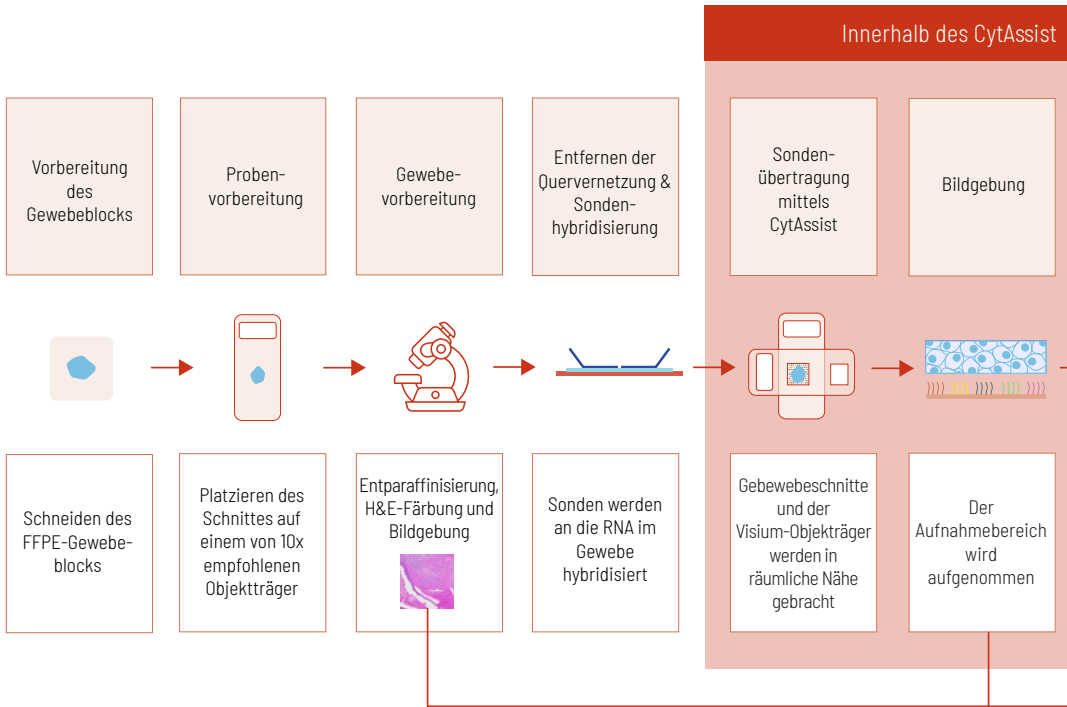 Innerhalb des CytAssist
Vorbereitung
des
Gewebeblocks
Proben-
vorbereitung
Gewebe-
vorbereitung
Entfernen der
Quervernetzung &
Sonden-
hybridisierung
Sonden-
übertragung
mittels
CytAssist
Bildgebung
Schneiden des
FFPE-Gewebe-
blocks
Platzieren des
Schnittes auf
einem von 10x
empfohlenen
Objektträger
Entparaffinisierung,
H&E-Färbung und
Bildgebung
Sonden werden
an die RNA im
Gewebe
hybridisiert
Gebewebeschnitte
und der
Visium-Objekträger
werden in
räumliche Nähe
gebracht
Der
Aufnahmebereich
wird
aufgenommen